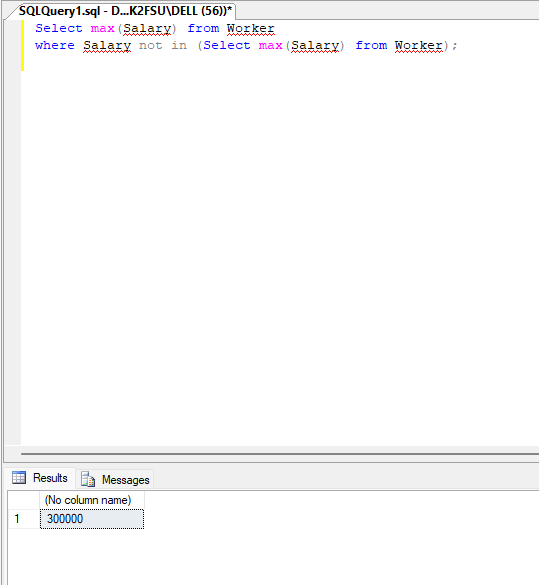 SQLQuery1.sql - D...K2FSU\DELL (56))*
Select max(Salary) from Worker
where Salary not in (Select max(Salary) from Worker);
Results Messages
(No column name)
1 300000